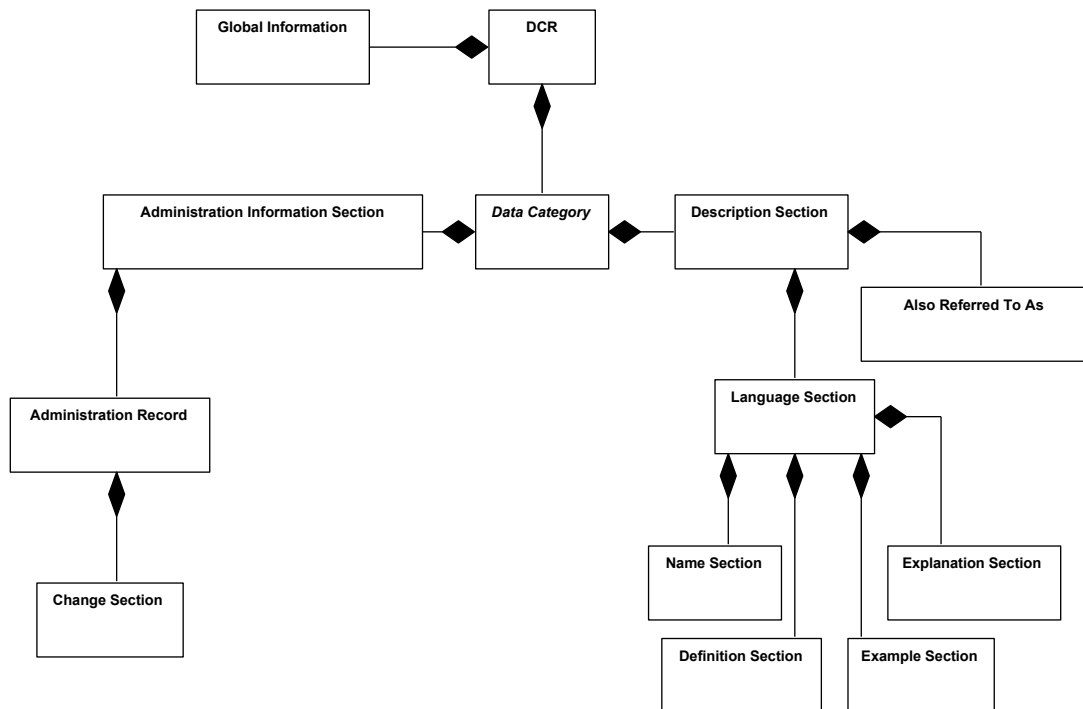 Global Information
DCR
Administration Information Section
Data Category
Description Section
Also Referred To As
Language Section
Administration Record
Name Section
Explanation Section
Change Section
Definition Section
Example Section